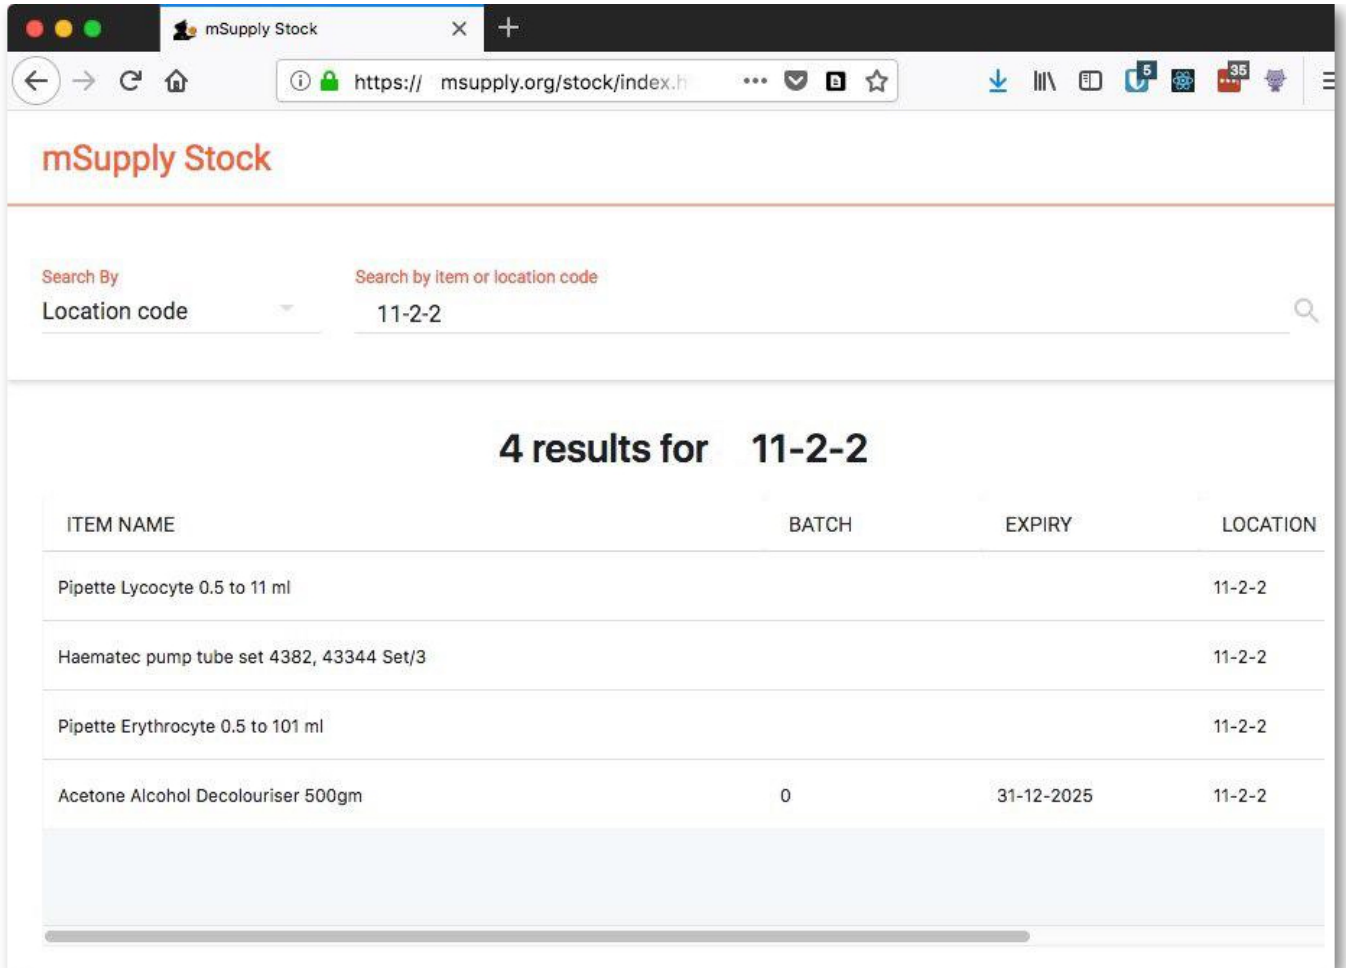 mSupply Stock
https:// msupply.org/stock/index.h
5
35
mSupply Stock
Search By
Search by item or location code
Location code
11-2-2
4 results for 11-2-2
ITEM NAME BATCH EXPIRY LOCATION
Pipette Lycocyte 0.5 to 11 ml 11-2-2
Haematec pump tube set 4382, 43344 Set/3 11-2-2
Pipette Erythrocyte 0.5 to 101 ml 11-2-2
Acetone Alcohol Decolouriser 500gm 0 31-12-2025 11-2-2